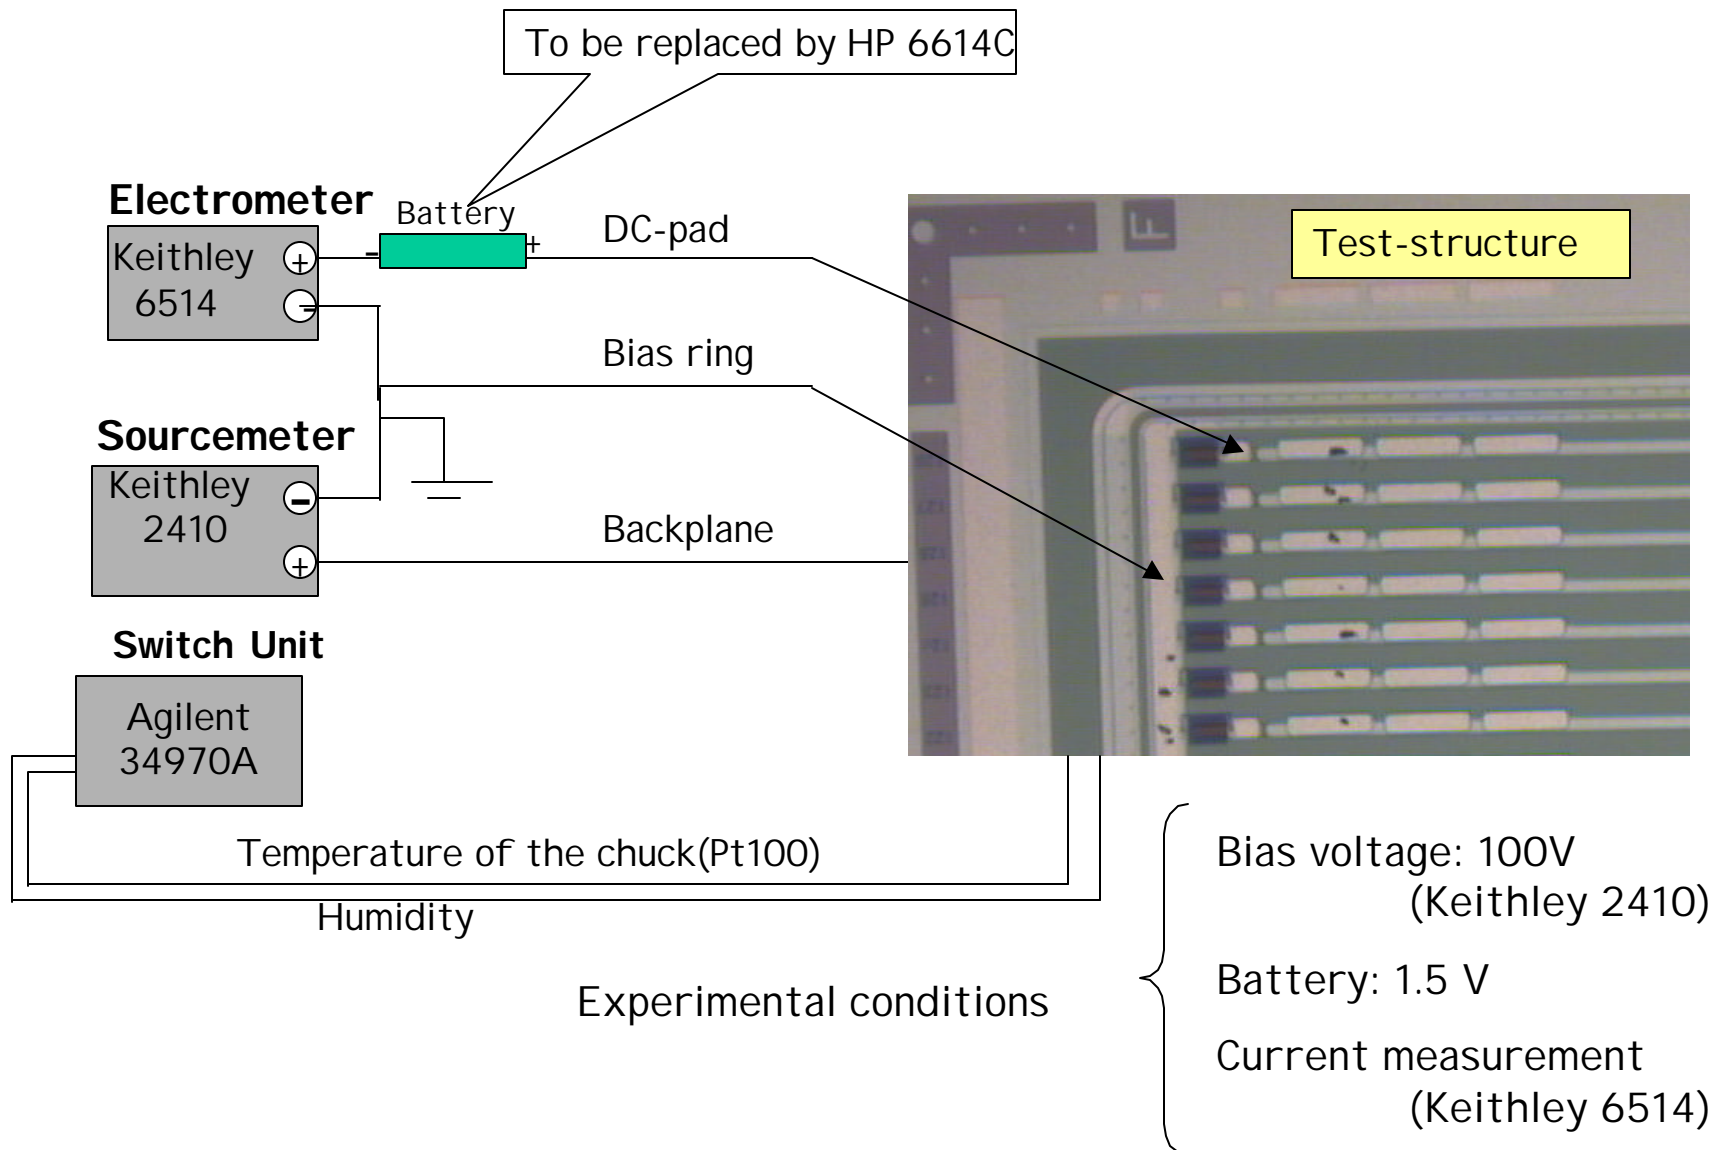 To be replaced by HP 6614C
Electrometer
Battery
Keithley
6514
+
-
-
+
DC-pad
Test-structure
F
Bias ring
Sourcemeter
Keithley
2410
-
+
Backplane
Switch Unit
Agilent
34970A
Temperature of the chuck(Pt100)
Humidity
Experimental conditions
Bias voltage: 100V
(Keithley 2410)
Battery: 1.5 V
Current measurement
(Keithley 6514)